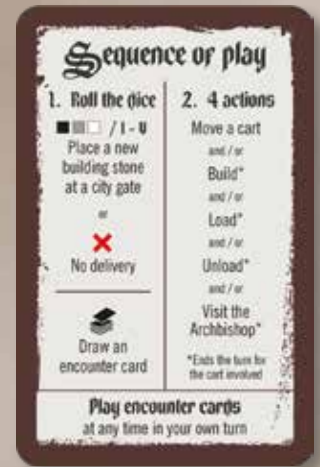 Sequence of play
1. Roll the dice
/ I - V
Place a new
building stone
at a city gate
or
No delivery
Draw an
encounter card
2. 4 actions
Move a cart
and / or
Build*
and / or
Load*
and / or
Unload*
and / or
Visit the
Archbishop*
*Ends the turn for
the cart involved
Play encounter cards
at any time in your own turn